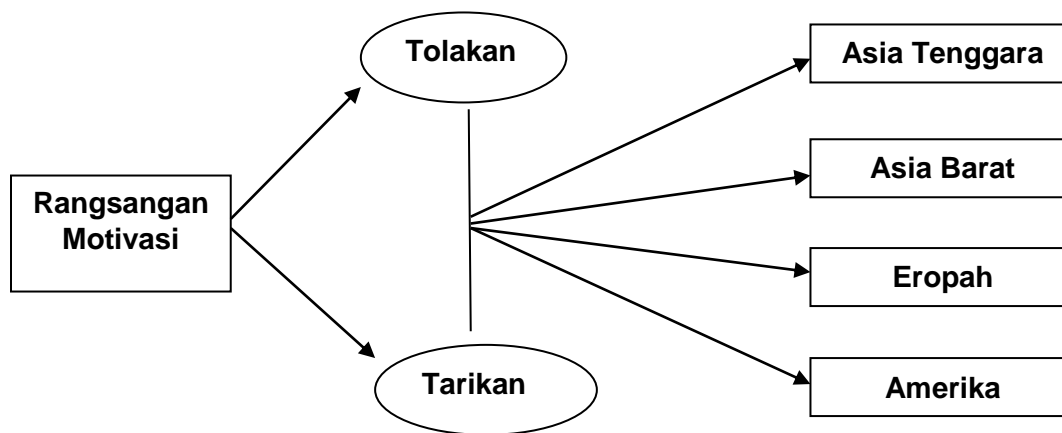 Tolakan
Asia Tenggara
Asia Barat
Rangsangan
Motivasi
Eropah
Tarikan
Amerika